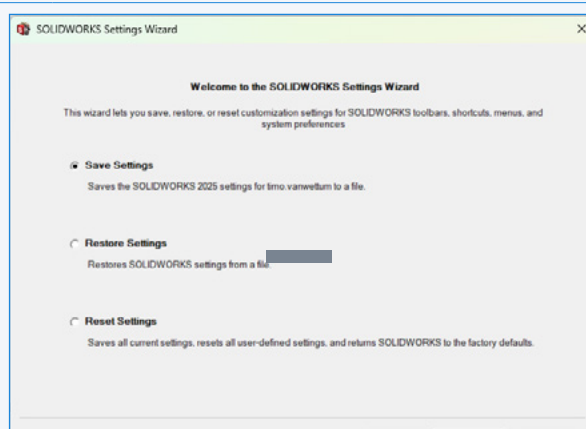 SOLIDWORKS Settings Wizard
Welcome to the SOLIDWORKS Settings Wizard
This wizard lets you save, restore, or reset customization settings for SOLIDWORKS toolbars, shortcuts, menus, and
system preferences
Save Settings
Saves the SOLIDWORKS 2025 settings for timo.vanwettum to a file.
Restore Settings
Restores SOLIDWORKS settings from a file.
Reset Settings
Saves all current settings, resets all user-defined settings, and returns SOLIDWORKS to the factory defaults.